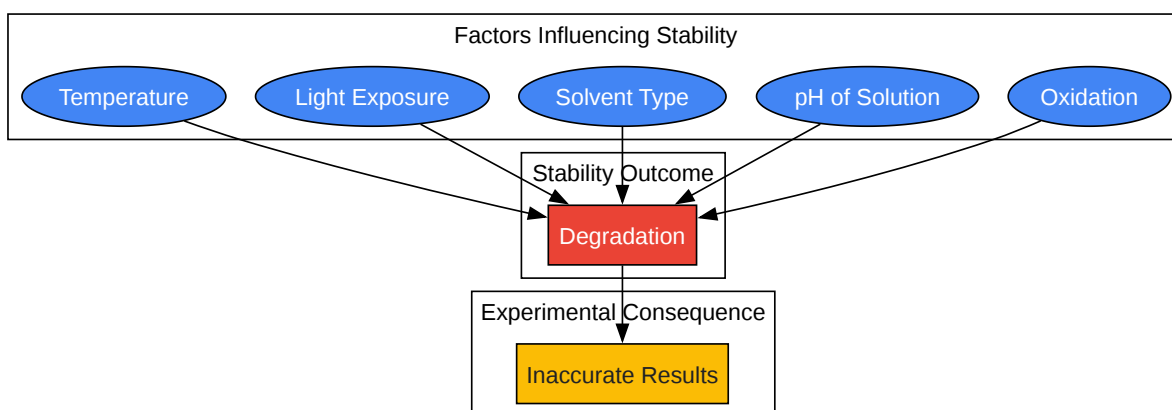 Factors Influencing Stability
Temperature
Light Exposure
Solvent Type
pH of Solution
Oxidation
Stability Outcome
Degradation
Experimental Consequence
Inaccurate Results